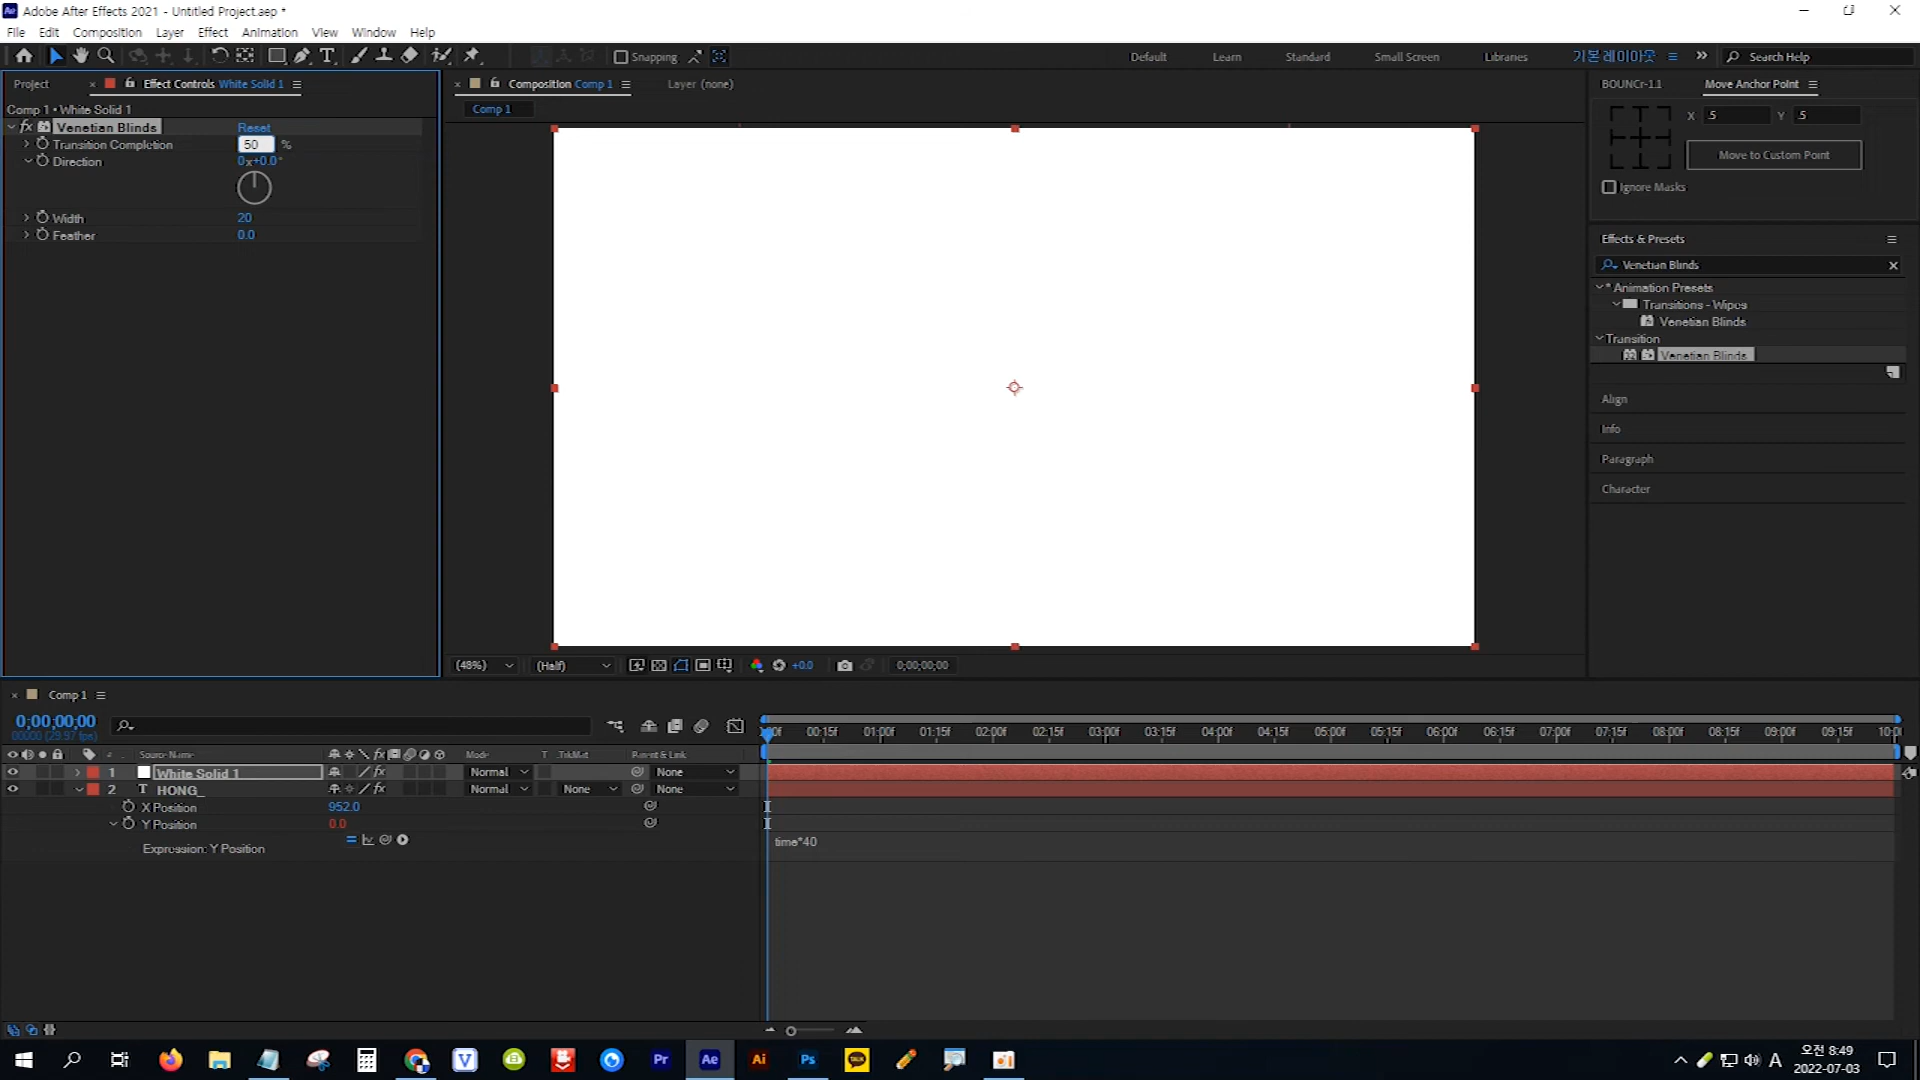 Adobe After Effects 2021 - Untitled Project.aep *
File Edit Composition Layer Effect Animation View Window Help
Snapping Default Learn Standard Small Screen Libraries 기본레이아웃 Search Help
Project Effect Controls White Solid 1 Composition Comp 1 Layer (none) BOUNCr-1.1 Move Anchor Point
Comp 1 • White Solid 1
Comp 1
fx Venetian Blinds Reset
Transition Completion 50 %
Direction 0x+0.0°
Width 20
Feather 0.0
X .5 Y .5
Move to Custom Point
Ignore Masks
Effects & Presets
Venetian Blinds
* Animation Presets
Transitions - Wipes
Venetian Blinds
Transition
Venetian Blinds
Align
Info
Paragraph
Character
(48%) (Half) +0.0 0;00;00;00
Comp 1
0;00;00;00
00000 (29.97 fps)
00:15f 01:00f 01:15f 02:00f 02:15f 03:00f 03:15f 04:00f 04:15f 05:00f 05:15f 06:00f 06:15f 07:00f 07:15f 08:00f 08:15f 09:00f 09:15f 10:0
# Source Name Mode T TrkMat Parent & Link
1 White Solid 1 Normal None
2 T HONG_ Normal None None
X Position 952.0
Y Position 0.0
Expression: Y Position time*40
Pr Ae Ai Ps TALK A 오전 8:49
2022-07-03